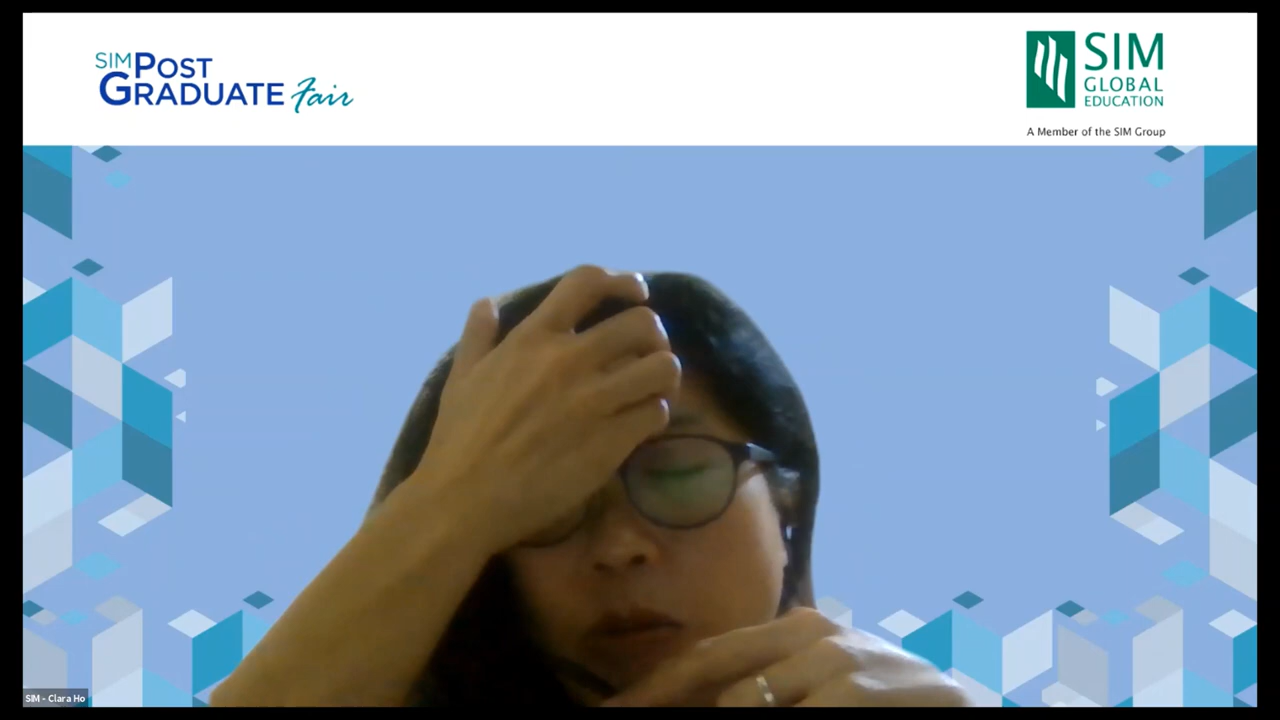 SIM POST
GRADUATE Fair
SIM
GLOBAL
EDUCATION
A Member of the SIM Group
SIM - Clara Ho